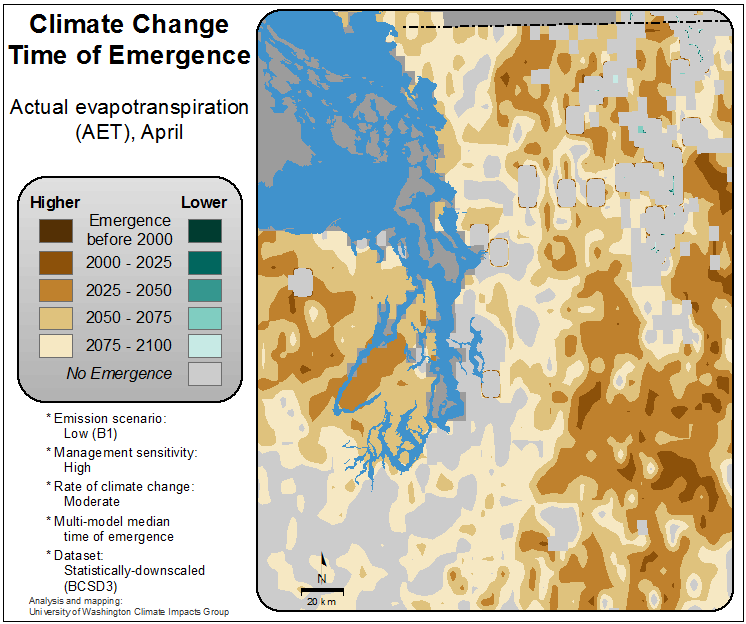 Climate Change
Time of Emergence
Actual evapotranspiration
(AET), April
Higher Lower
Emergence
before 2000
2000 - 2025
2025 - 2050
2050 - 2075
2075 - 2100
No Emergence
* Emission scenario:
Low (B1)
* Management sensitivity:
High
* Rate of climate change:
Moderate
* Multi-model median
time of emergence
* Dataset:
Statistically-downscaled
(BCSD3)
Analysis and mapping:
University of Washington Climate Impacts Group
N
20 km